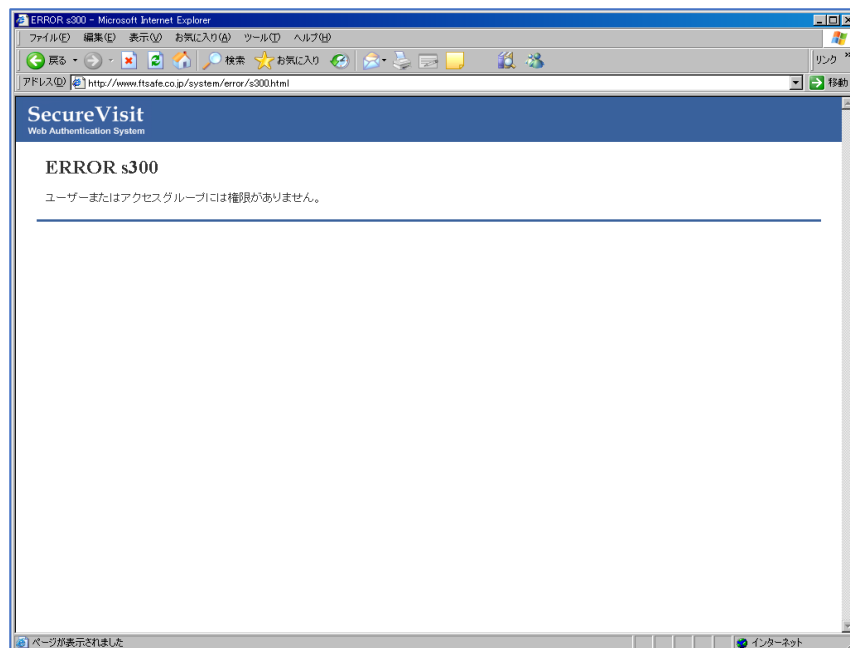 ERROR s300 - Microsoft Internet Explorer
ファイル(F) 編集(E) 表示(V) お気に入り(A) ツール(T) ヘルプ(H)
戻る 検索 お気に入り リンク »
アドレス(D) http://www.ftsafe.co.jp/system/error/s300.html 移動
SecureVisit
Web Authentication System
ERROR s300
ユーザーまたはアクセスグループには権限がありません。
ページが表示されました インターネット